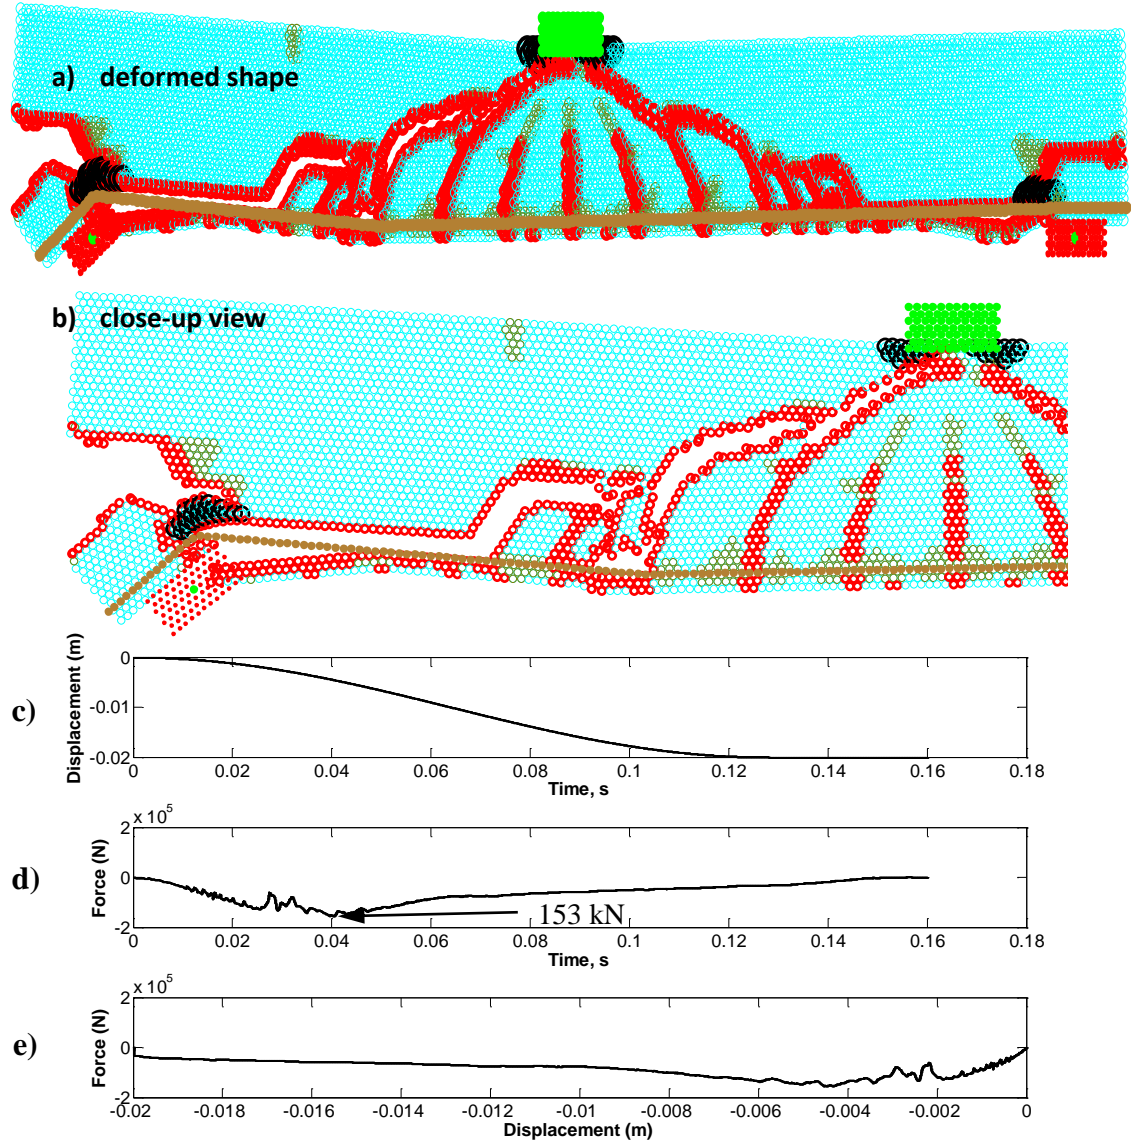 a) deformed shape
b) close-up view
c)
Displacement (m)
0
-0.01
-0.02
0 0.02 0.04 0.06 0.08 0.1 0.12 0.14 0.16 0.18
Time, s
d)
Force (N)
2 x 10^5
0
-2
153 kN
0 0.02 0.04 0.06 0.08 0.1 0.12 0.14 0.16 0.18
Time, s
e)
Force (N)
2 x 10^5
0
-2
-0.02 -0.018 -0.016 -0.014 -0.012 -0.01 -0.008 -0.006 -0.004 -0.002 0
Displacement (m)